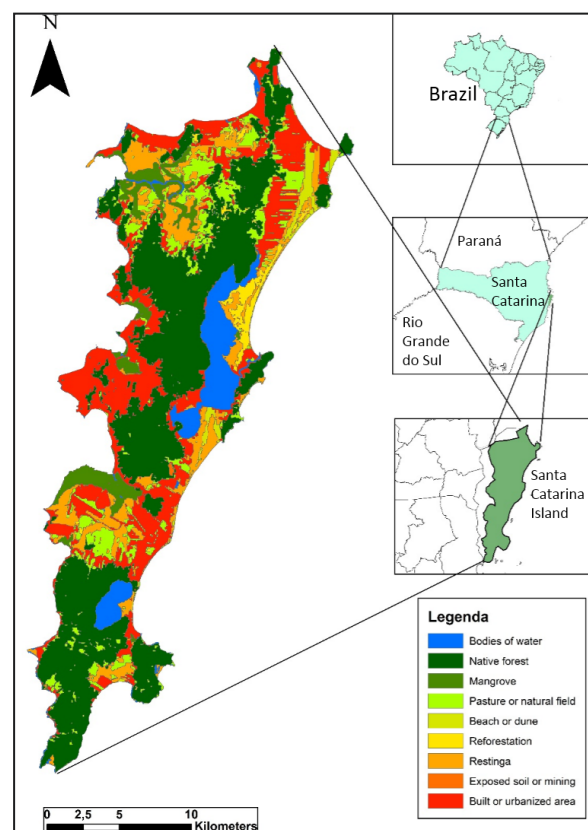 N
Brazil
Paraná
Santa
Catarina
Rio
Grande
do Sul
Santa
Catarina
Island
Legenda
Bodies of water
Native forest
Mangrove
Pasture or natural field
Beach or dune
Reforestation
Restinga
Exposed soil or mining
Built or urbanized area
0 2,5 5 10
Kilometers